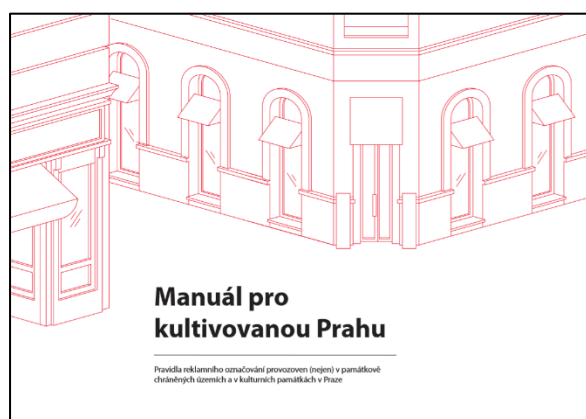 Manuál pro
kultivovanou Prahu
Pravidla reklamního označování provozoven (nejen) v památkově
chráněných územích a v kulturních památkách v Praze